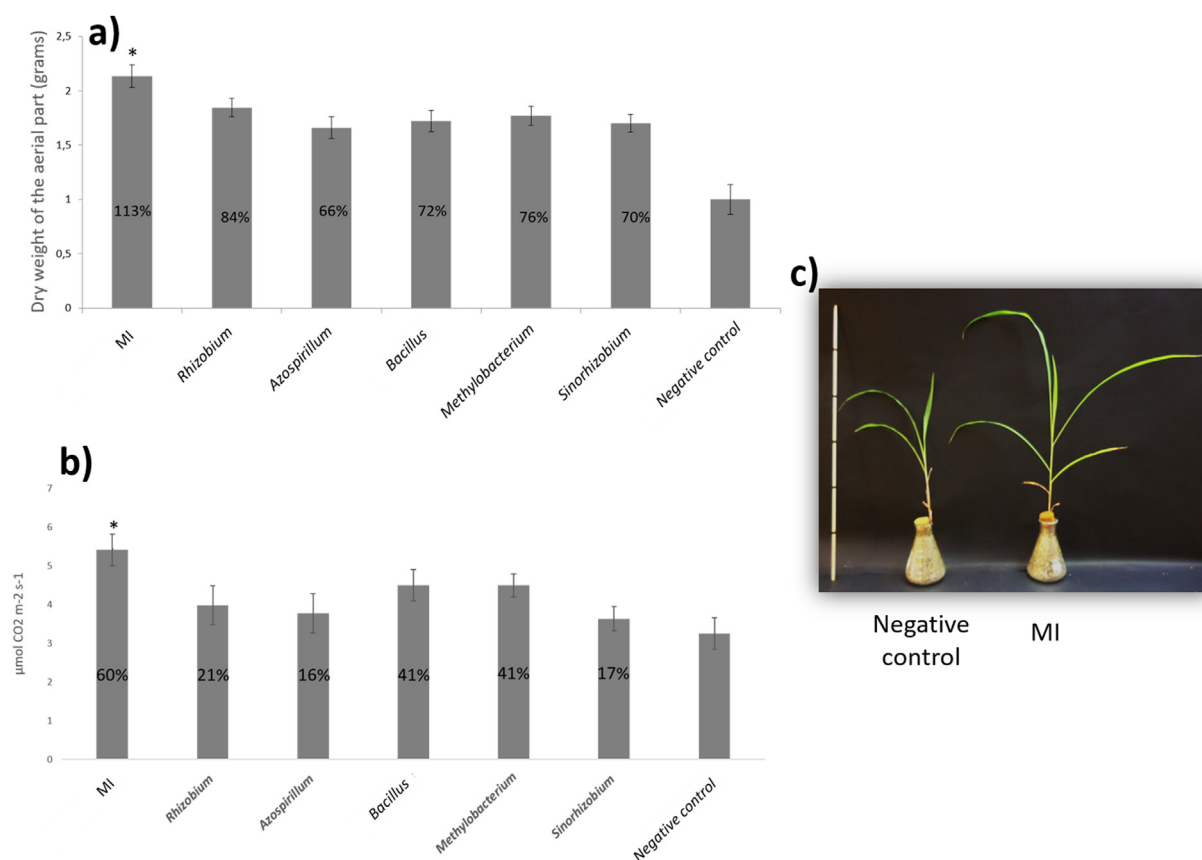 a)
Dry weight of the aerial part (grams)
2,5
2
1,5
1
0,5
0
*
113%
84%
66%
72%
76%
70%
MI
Rhizobium
Azospirillum
Bacillus
Methylobacterium
Sinorhizobium
Negative control
b)
µmol CO2 m-2 s-1
7
6
5
4
3
2
1
0
*
60%
21%
16%
41%
41%
17%
MI
Rhizobium
Azospirillum
Bacillus
Methylobacterium
Sinorhizobium
Negative control
c)
Negative
control
MI